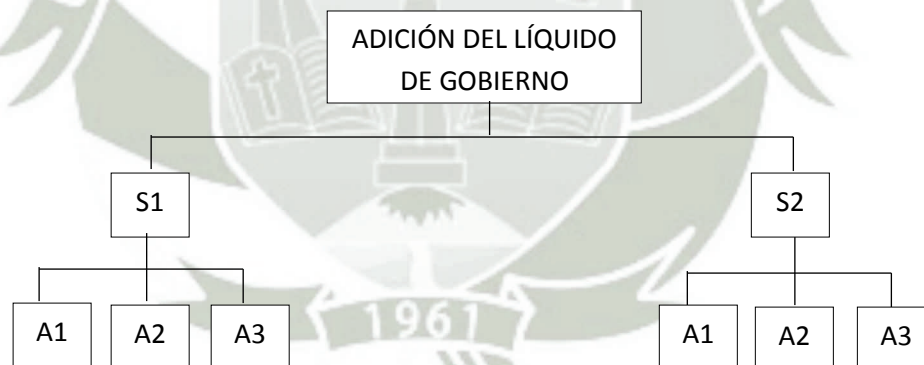 ADICIÓN DEL LÍQUIDO
DE GOBIERNO
S1
S2
A1
A2
A3
A1
A2
A3
1961